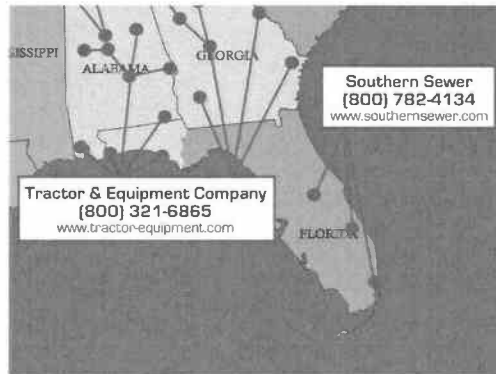 SSISSIPPI
ALABAMA
GEORGIA
Southern Sewer
(800) 782-4134
www.southernsewer.com
Tractor & Equipment Company
(800) 321-6865
www.tractor-equipment.com
FLORIDA